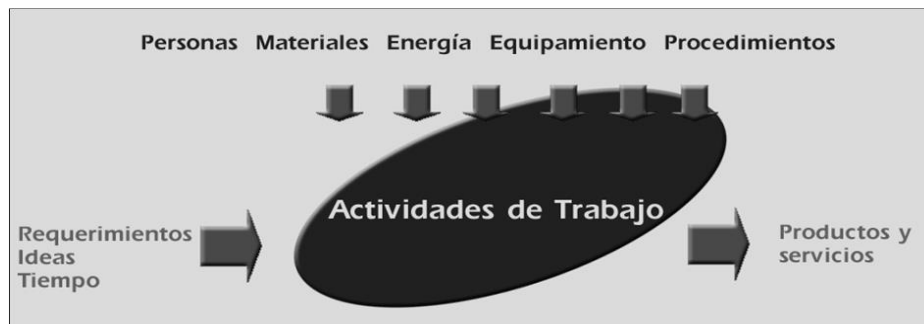 Personas Materiales Energía Equipamiento Procedimientos
Actividades de Trabajo
Requerimientos
Ideas
Tiempo
Productos y
servicios